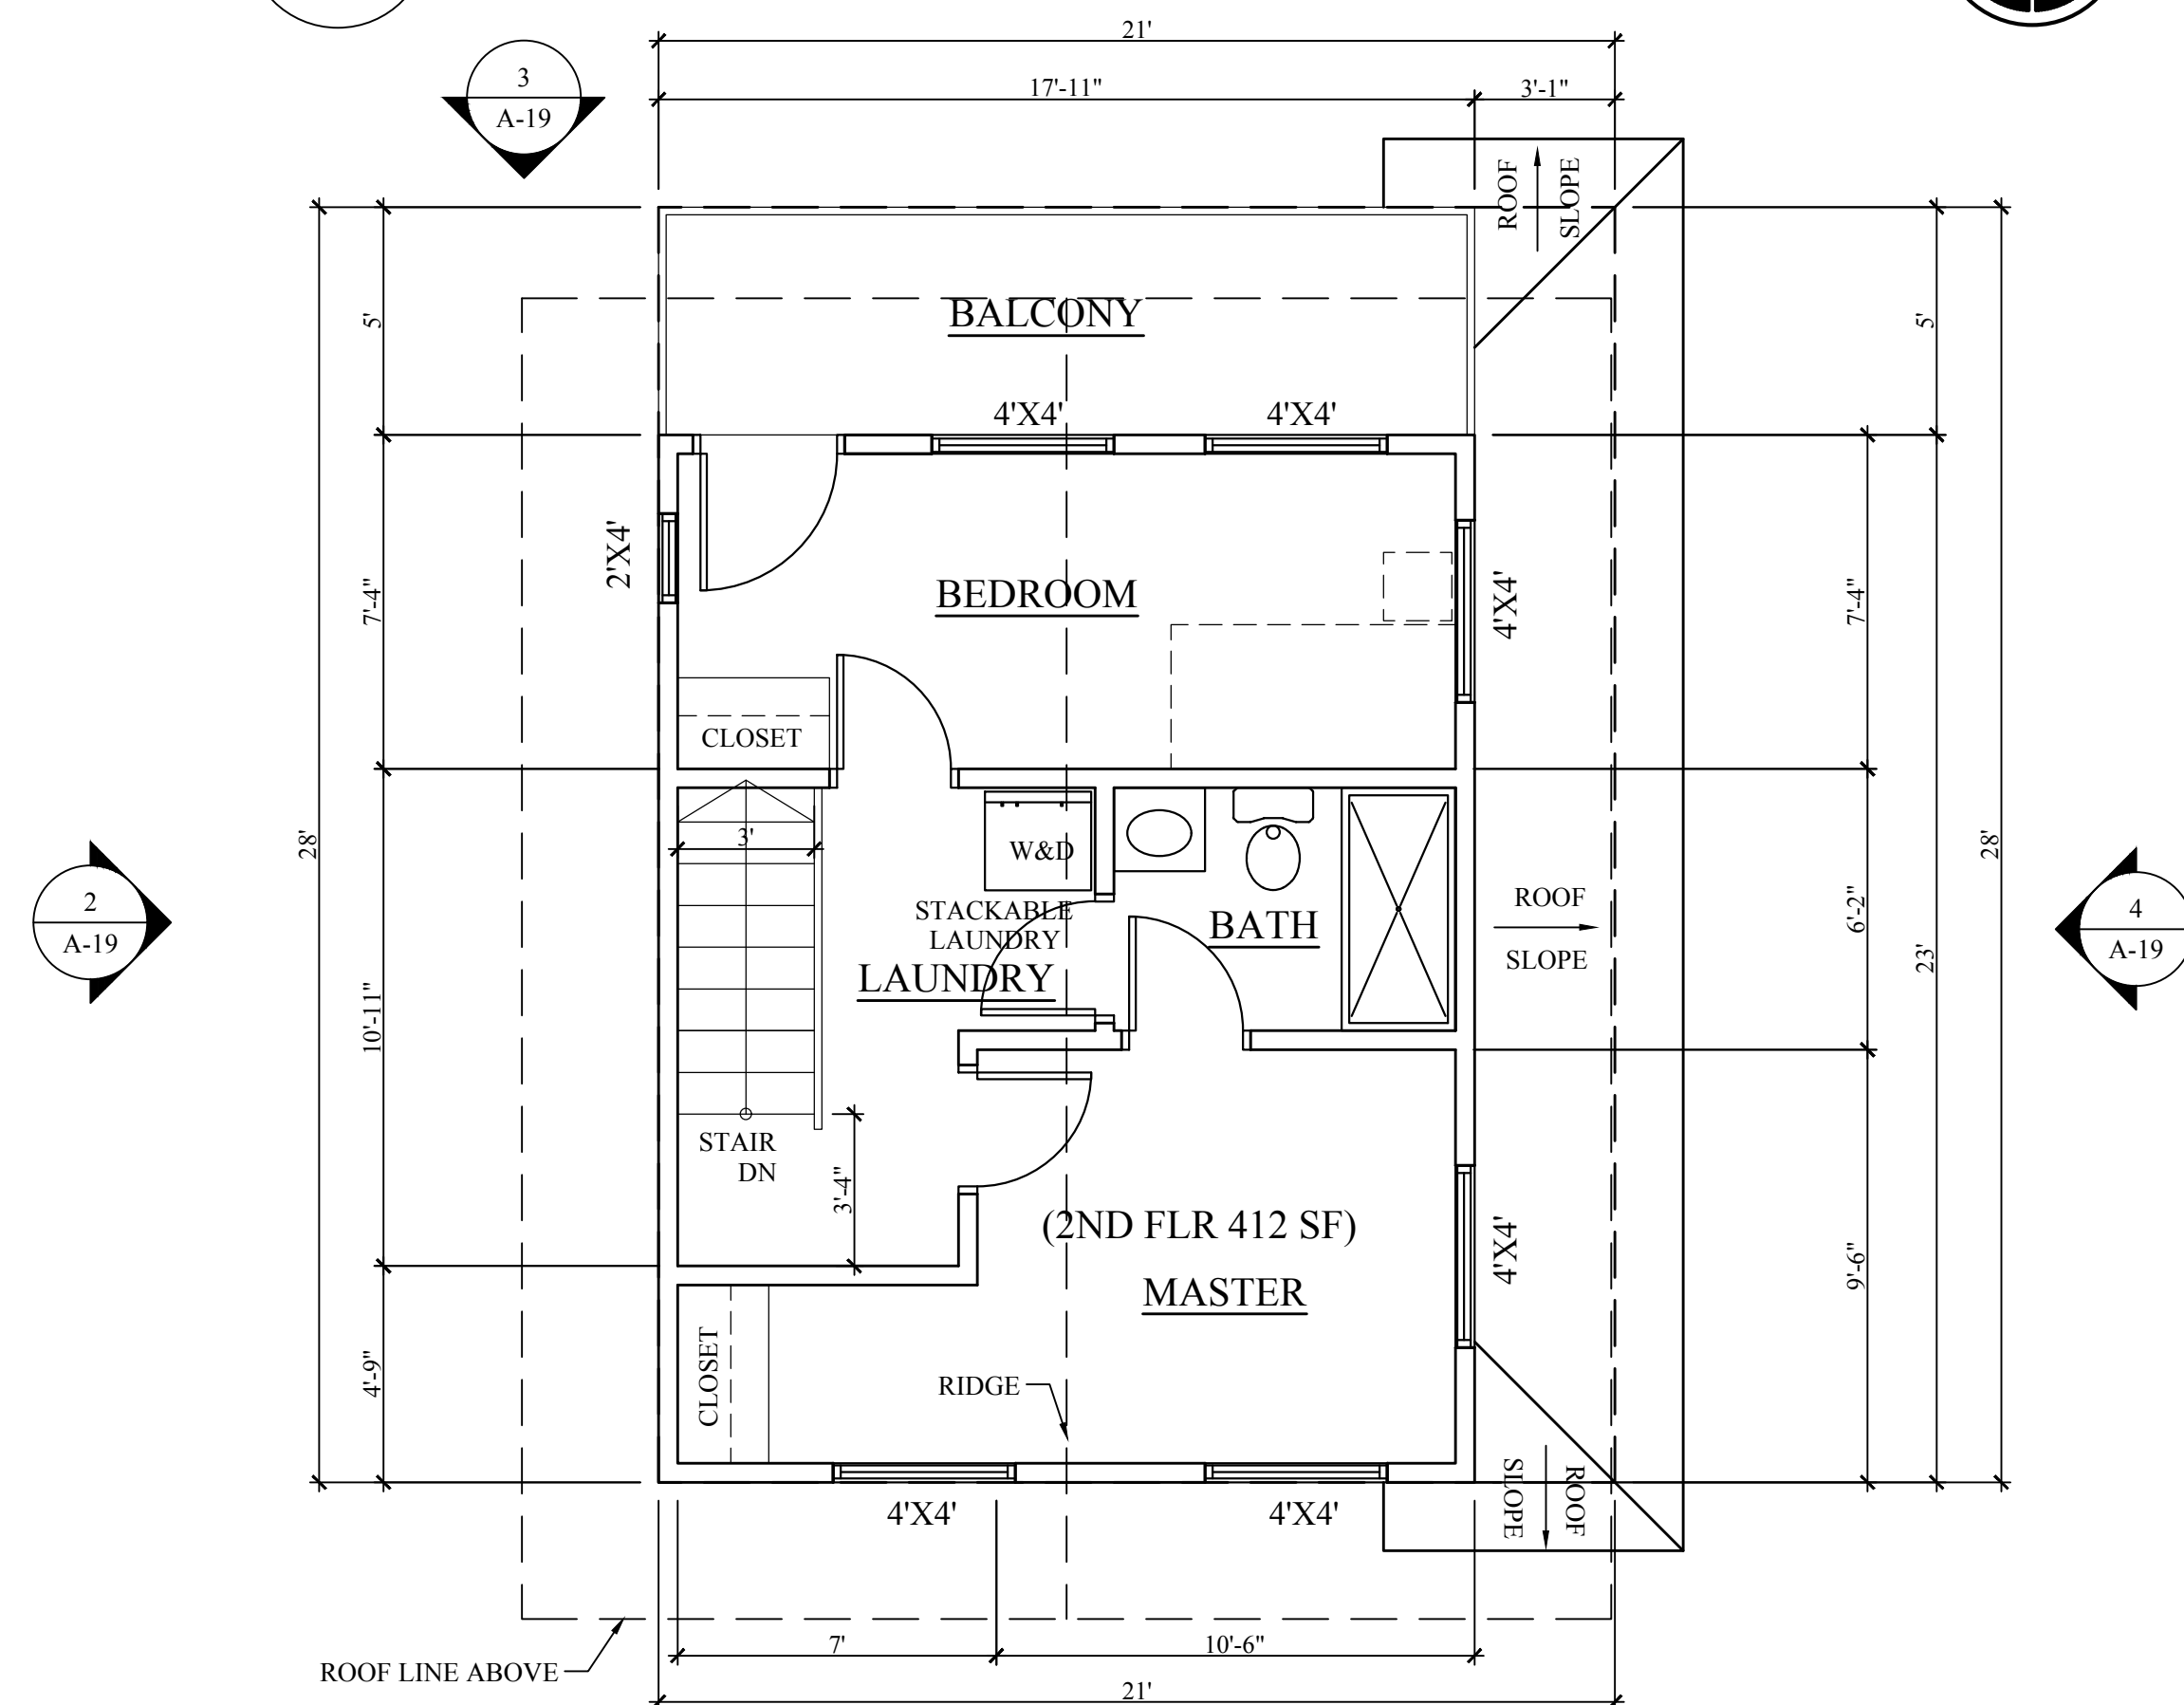 21'
17'-11"
3'-1"
3
A-19
ROOF
SLOPE
BALCONY
5'
5'
4'X4'
4'X4'
2'X4'
BEDROOM
4'X4'
7'-4"
7'-4"
CLOSET
28'
3'
W&D
28'
2
A-19
STACKABLE
LAUNDRY
LAUNDRY
BATH
ROOF
SLOPE
6'-2"
23'
4
A-19
10'-11"
STAIR
DN
3'-4"
(2ND FLR 412 SF)
MASTER
4'X4'
9'-6"
4'-9"
CLOSET
RIDGE
4'X4'
4'X4'
SLOPE
ROOF
ROOF LINE ABOVE
7'
10'-6"
21'